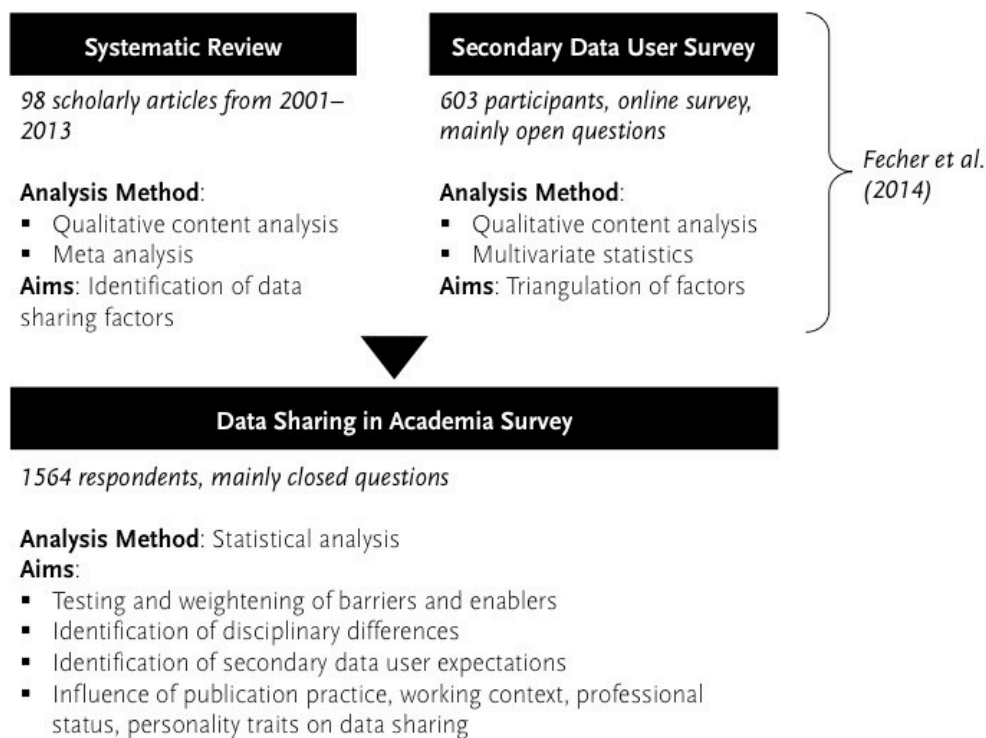 Systematic Review
98 scholarly articles from 2001–
2013
Analysis Method:
▪ Qualitative content analysis
▪ Meta analysis
Aims: Identification of data
sharing factors
Secondary Data User Survey
603 participants, online survey,
mainly open questions
Analysis Method:
▪ Qualitative content analysis
▪ Multivariate statistics
Aims: Triangulation of factors
Fecher et al.
(2014)
Data Sharing in Academia Survey
1564 respondents, mainly closed questions
Analysis Method: Statistical analysis
Aims:
▪ Testing and weightening of barriers and enablers
▪ Identification of disciplinary differences
▪ Identification of secondary data user expectations
▪ Influence of publication practice, working context, professional
status, personality traits on data sharing